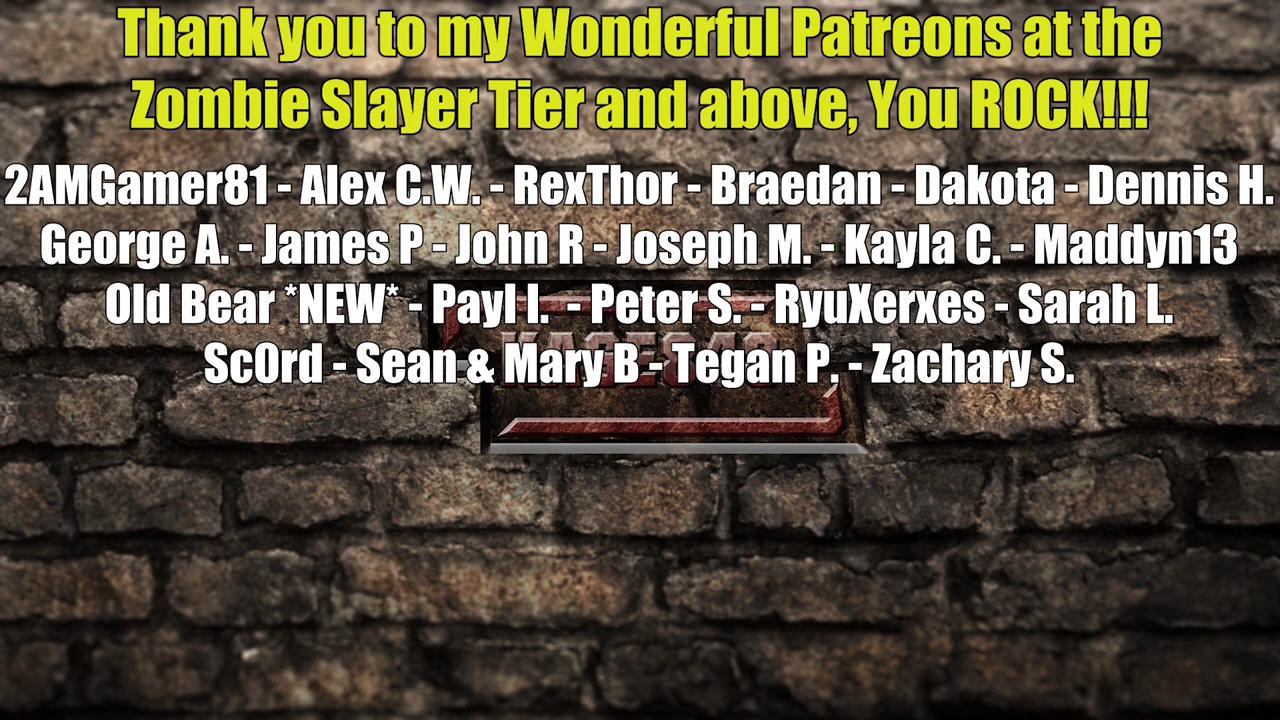 Thank you to my Wonderful Patreons at the
Zombie Slayer Tier and above, You ROCK!!!
2AMGamer81 - Alex C.W. - RexThor - Braedan - Dakota - Dennis H.
George A. - James P - John R - Joseph M. - Kayla C. - Maddyn13
Old Bear *NEW* - Payl I. - Peter S. - RyuXerxes - Sarah L.
Sc0rd - Sean & Mary B - Tegan P. - Zachary S.